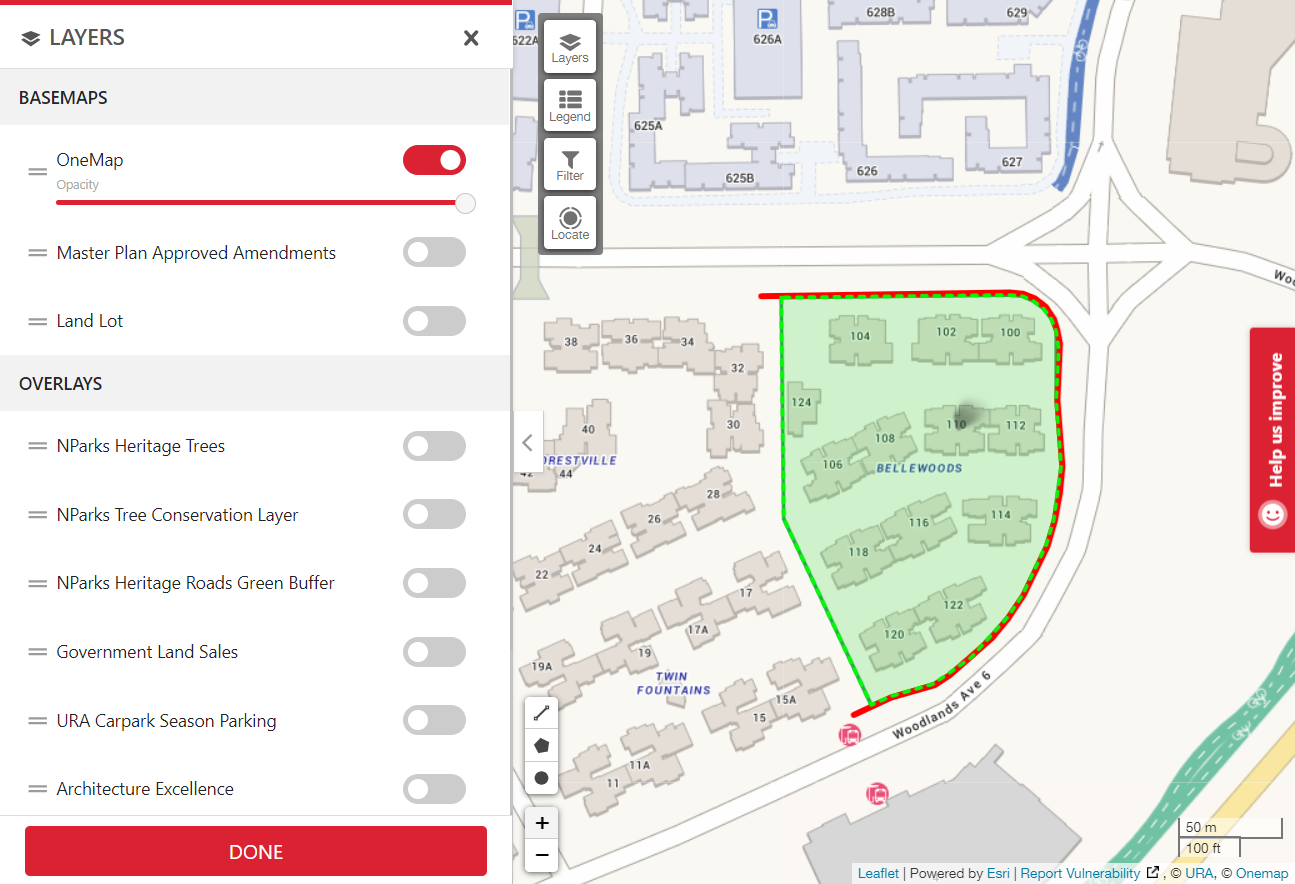 LAYERS
BASEMAPS
OneMap
Opacity
Master Plan Approved Amendments
Land Lot
OVERLAYS
NParks Heritage Trees
NParks Tree Conservation Layer
NParks Heritage Roads Green Buffer
Government Land Sales
URA Carpark Season Parking
Architecture Excellence
DONE
Layers
Legend
Filter
Locate
P
622A
P
626A
628B
629
625A
625B
626
627
38
36
34
32
30
40
44
28
26
24
22
17
17A
19
19A
TWIN
FOUNTAINS
15A
15
11A
11
104
102
100
124
110
112
108
106
BELLEWOODS
116
114
118
122
120
Woodlands Ave 6
Help us improve
+
−
50 m
100 ft
Leaflet | Powered by Esri | Report Vulnerability , © URA, © Onemap